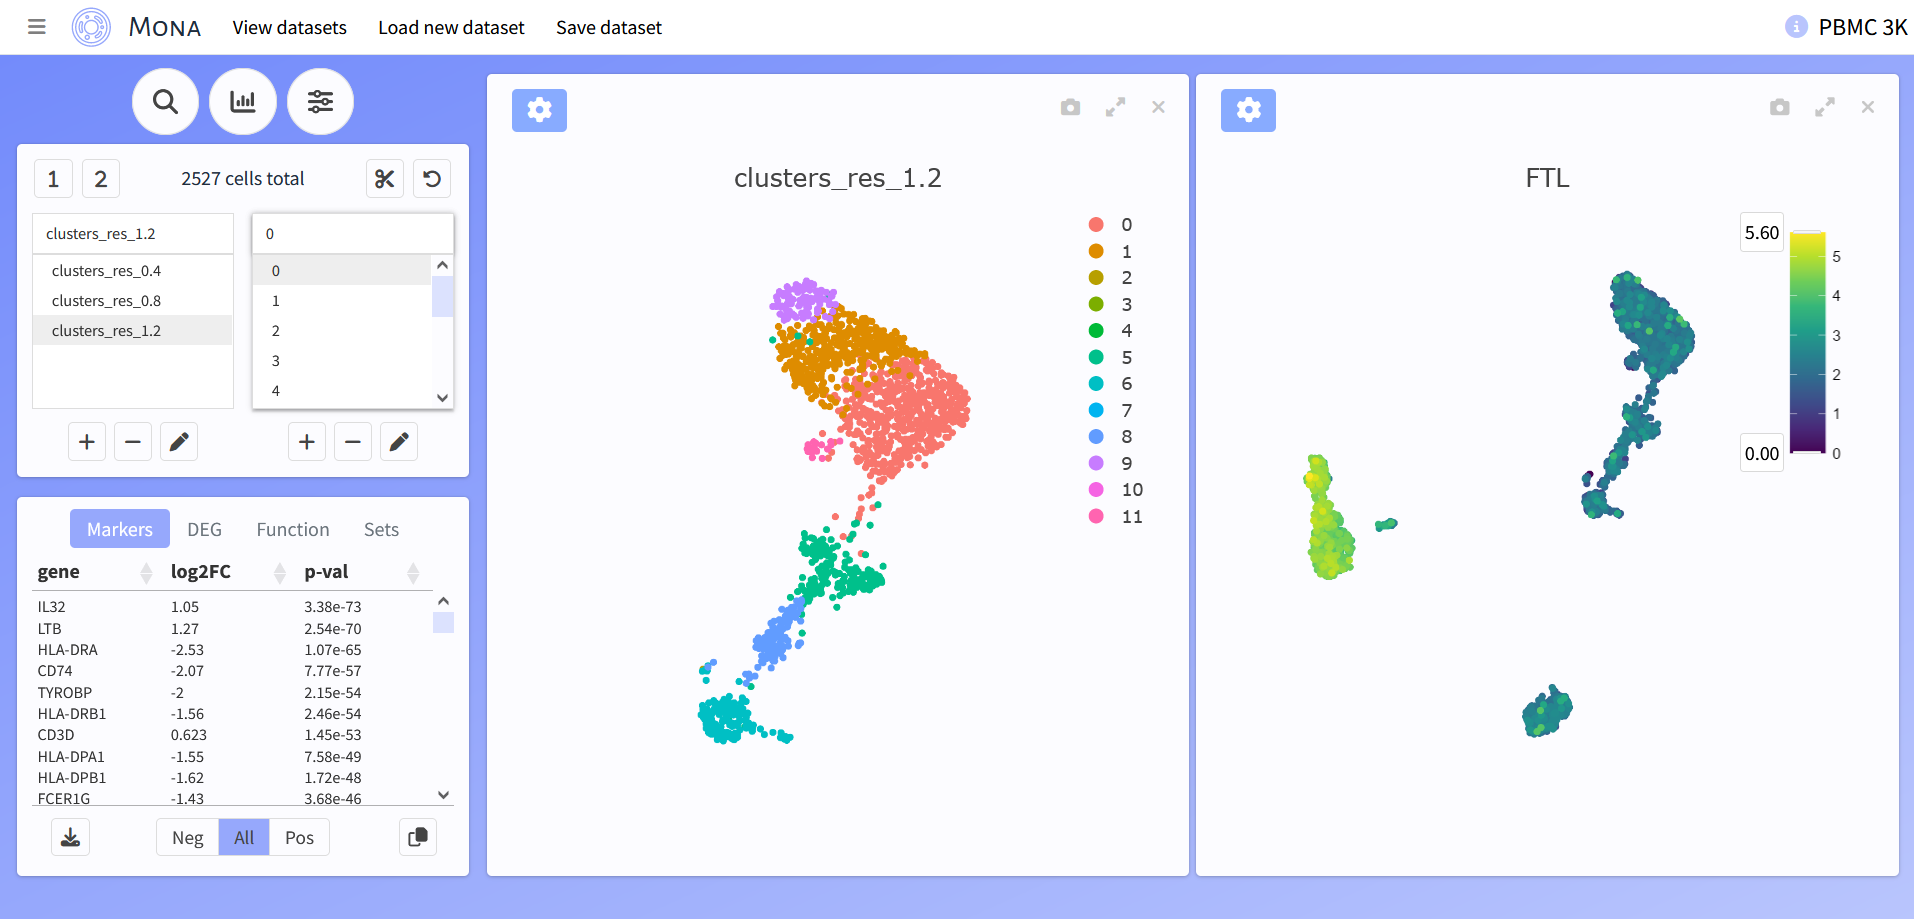 MONA View datasets Load new dataset Save dataset i PBMC 3K
1 2 2527 cells total
clusters_res_1.2
clusters_res_0.4
clusters_res_0.8
clusters_res_1.2
0
0
1
2
3
4
Markers DEG Function Sets
gene log2FC p-val
IL32 1.05 3.38e-73
LTB 1.27 2.54e-70
HLA-DRA -2.53 1.07e-65
CD74 -2.07 7.77e-57
TYROBP -2 2.15e-54
HLA-DRB1 -1.56 2.46e-54
CD3D 0.623 1.45e-53
HLA-DPA1 -1.55 7.58e-49
HLA-DPB1 -1.62 1.72e-48
FCER1G -1.43 3.68e-46
Neg All Pos
clusters_res_1.2
0
1
2
3
4
5
6
7
8
9
10
11
FTL
5.60
0.00
5
4
3
2
1
0